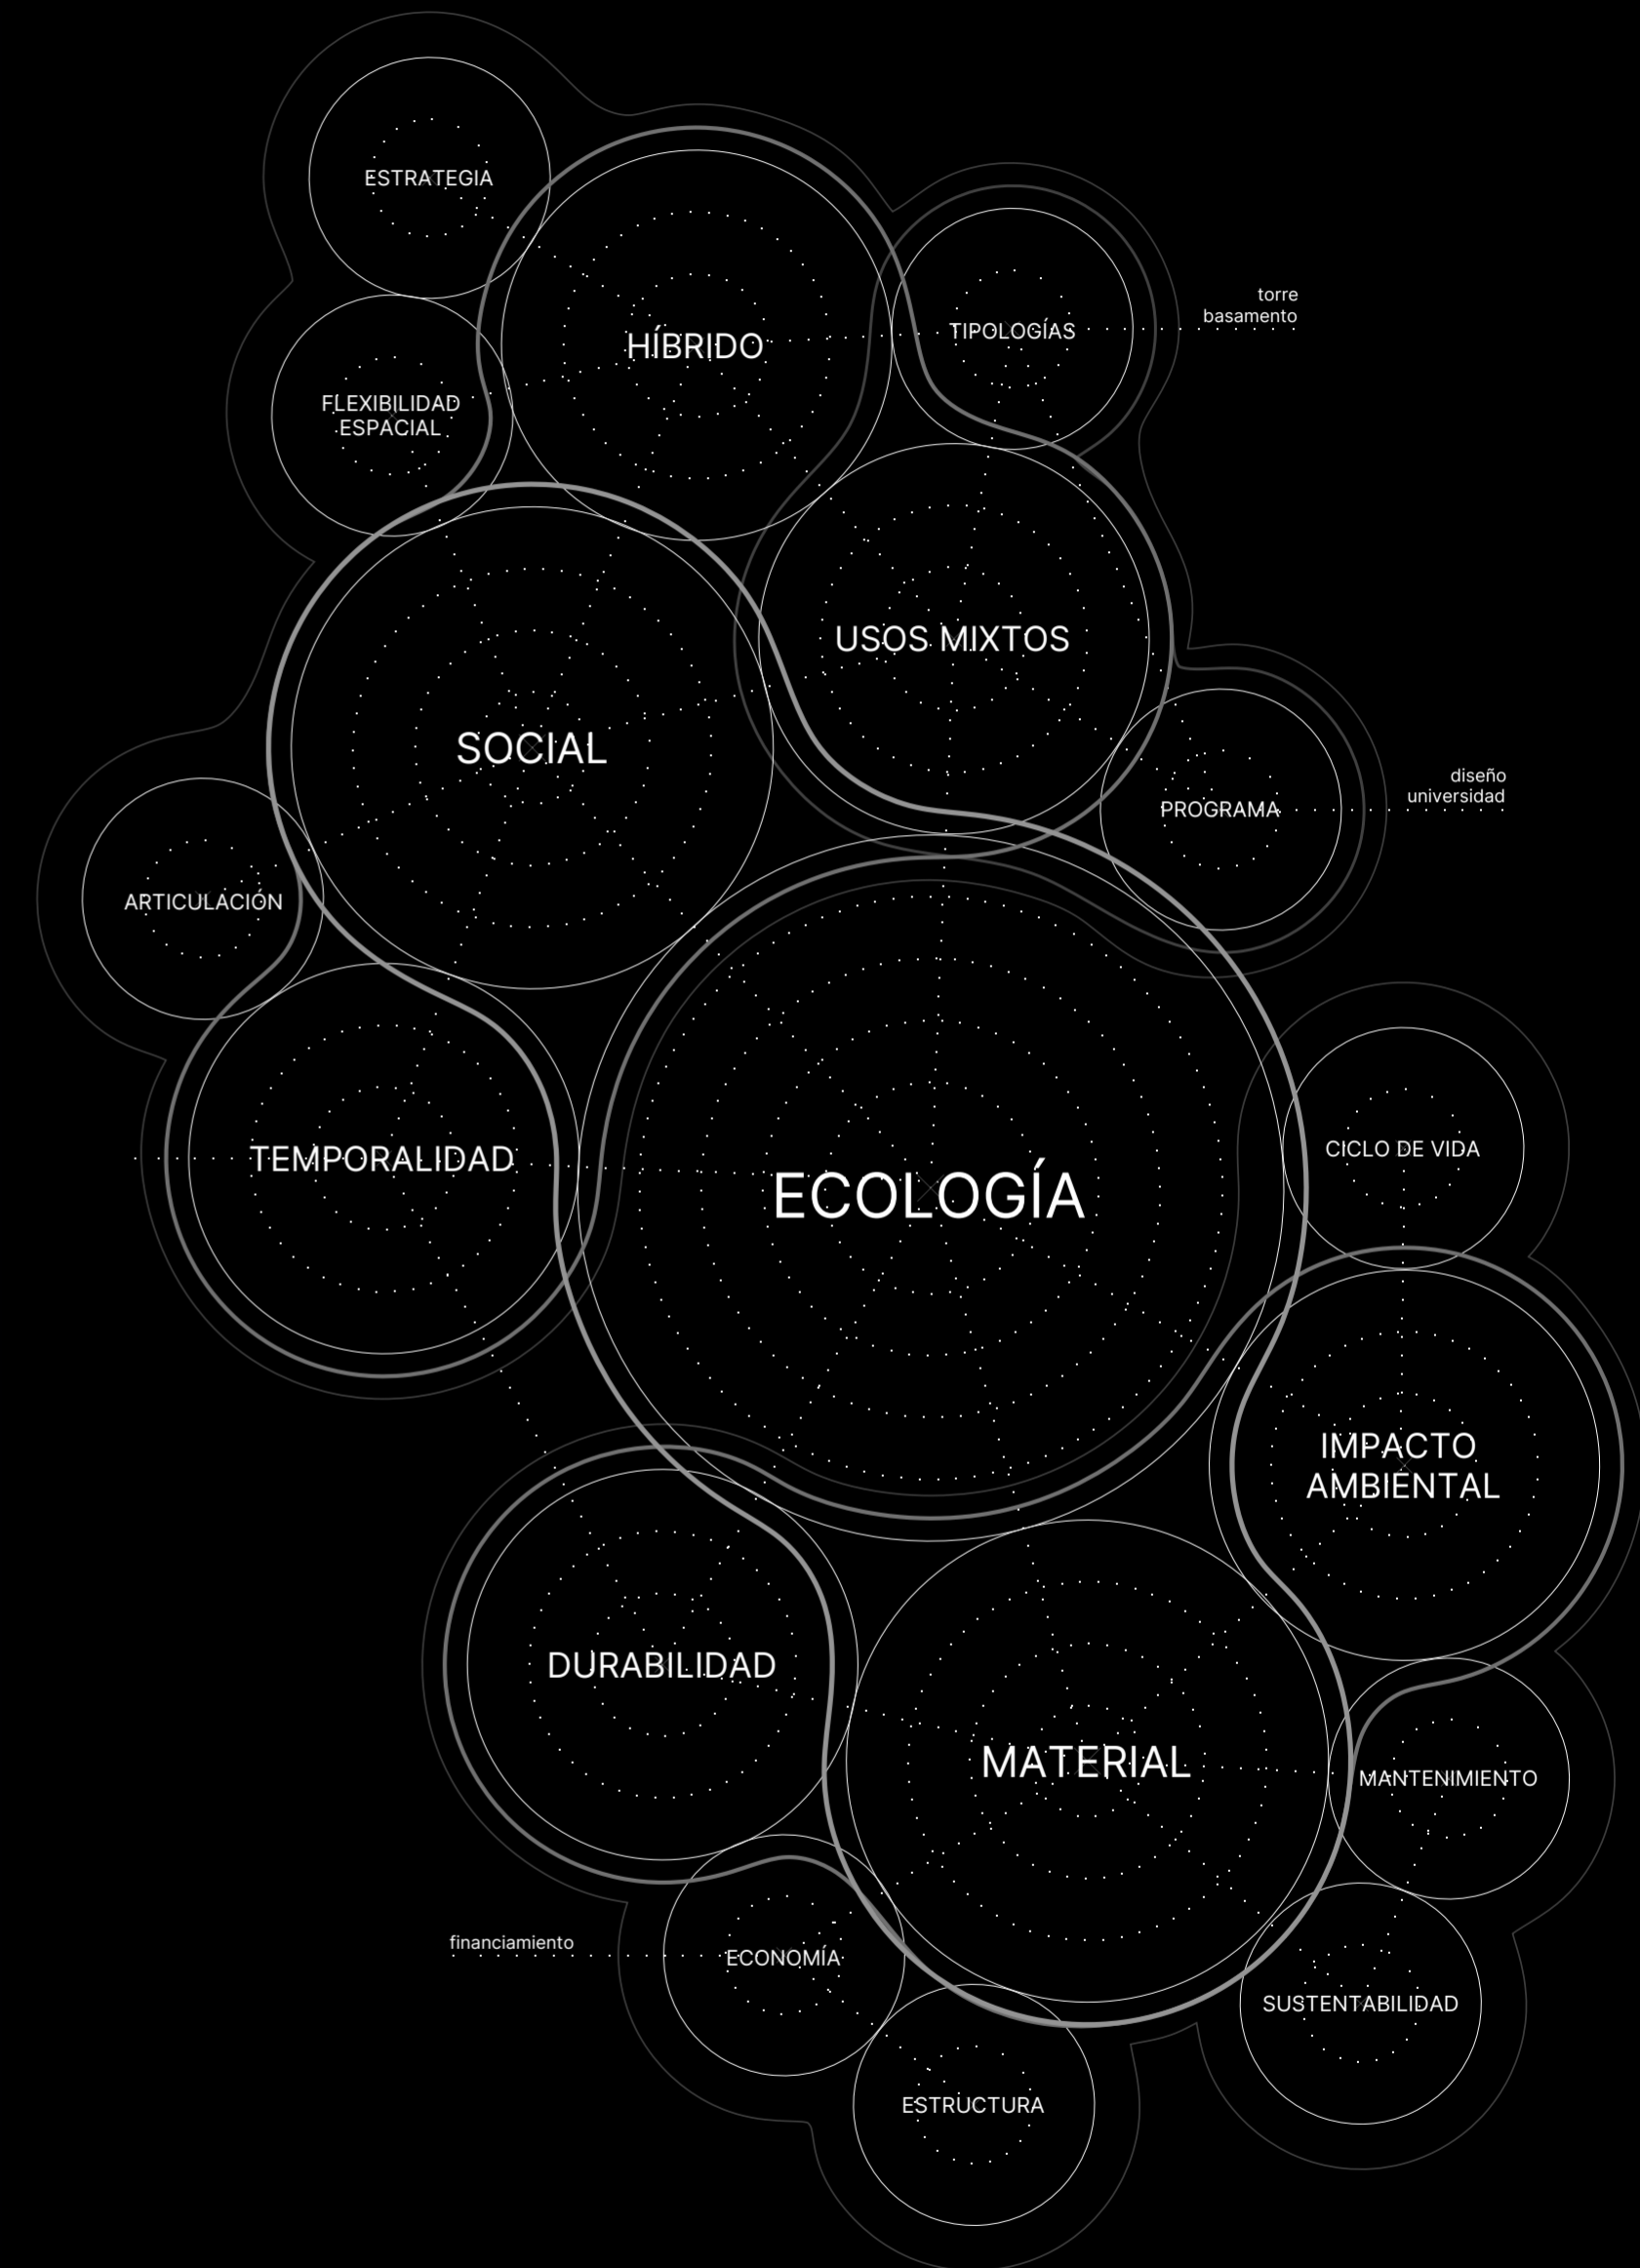 ESTRATEGIA
torre
basamento
TIPOLOGÍAS
HÍBRIDO
FLEXIBILIDAD
ESPACIAL
USOS MIXTOS
SOCIAL
diseño
universidad
PROGRAMA
ARTICULACIÓN
CICLO DE VIDA
TEMPORALIDAD
ECOLOGÍA
IMPACTO
AMBIENTAL
DURABILIDAD
MATERIAL
MANTENIMIENTO
financiamiento
ECONOMÍA
SUSTENTABILIDAD
ESTRUCTURA